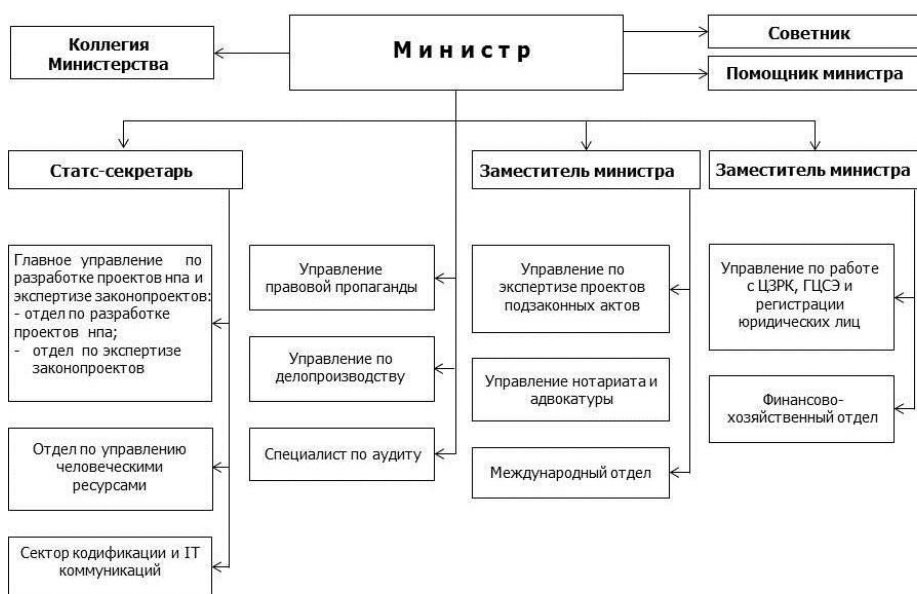 Министр
Коллегия
Министерства
Советник
Помощник министра
Статс-секретарь
Заместитель министра
Заместитель министра
Главное управление по
разработке проектов нпа и
экспертизе законопроектов:
- отдел по разработке
проектов нпа;
- отдел по экспертизе
законопроектов
Отдел по управлению
человеческими
ресурсами
Сектор кодификации и IT
коммуникаций
Управление
правовой пропаганды
Управление по
делопроизводству
Специалист по аудиту
Управление по
экспертизе проектов
подзаконных актов
Управление нотариата и
адвокатуры
Международный отдел
Управление по работе
с ЦЗРК, ГЦСЭ и
регистрации
юридических лиц
Финансово-
хозяйственный отдел